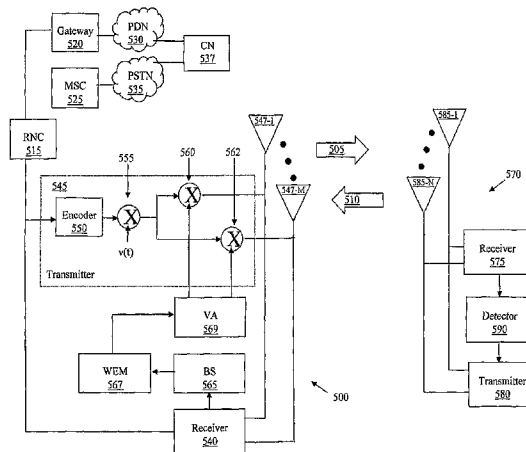 Gateway
520
PDN
530
CN
537
MSC
525
PSTN
535
RNC
515
547-1
585-1
555
560
562
505
545
547-M
510
585-N
570
Encoder
550
X
X
X
v(t)
Transmitter
Receiver
575
VA
569
Detector
590
WEM
567
BS
565
500
Transmitter
580
Receiver
540